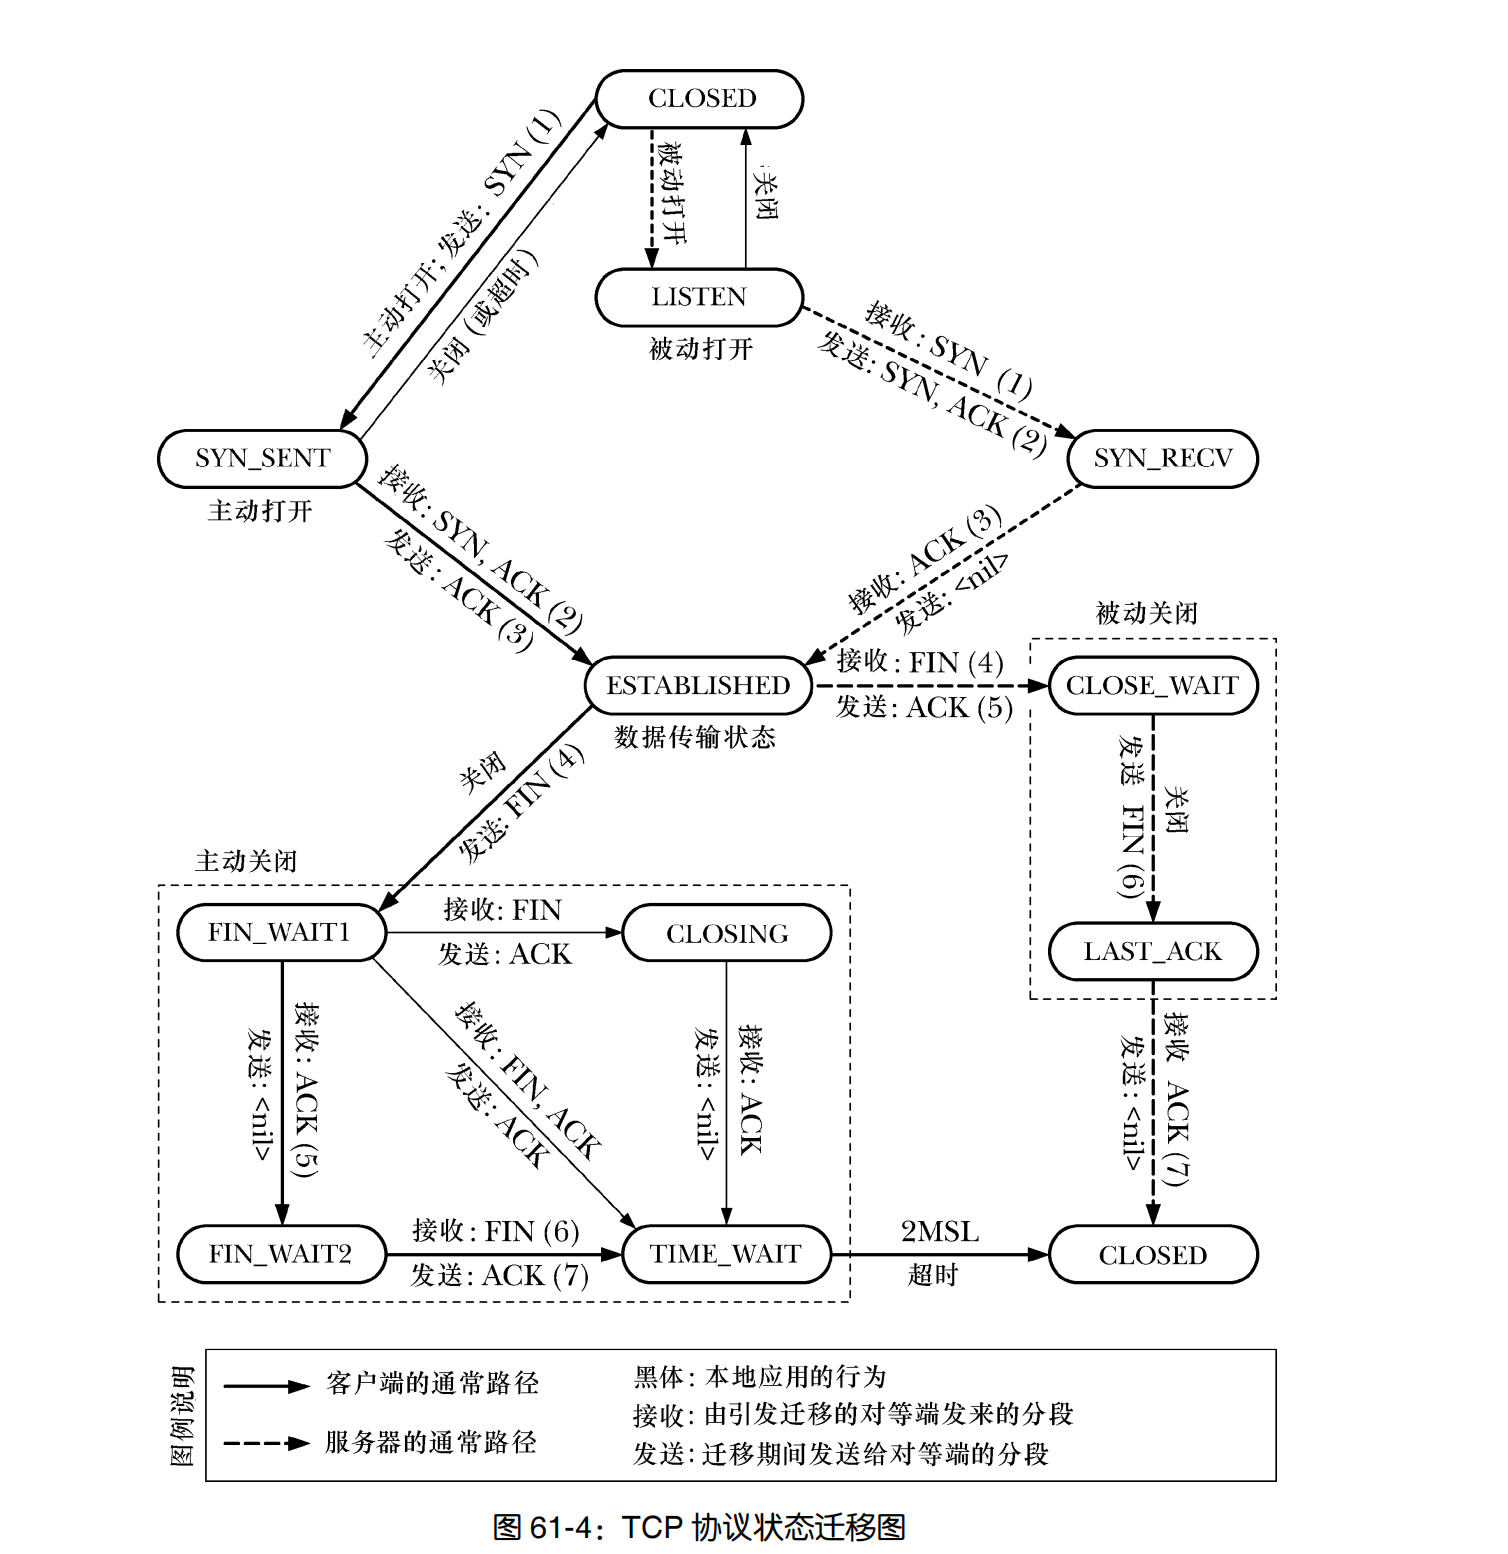 CLOSED
主动打开; 发送: SYN (1)
关闭 (或超时)
被动打开
关闭
LISTEN
被动打开
接收: SYN (1)
发送: SYN, ACK (2)
SYN_SENT
主动打开
SYN_RECV
接收: SYN, ACK (2)
发送: ACK (3)
接收: ACK (3)
发送: <nil>
被动关闭
ESTABLISHED
数据传输状态
接收: FIN (4)
发送: ACK (5)
CLOSE_WAIT
关闭
发送: FIN (4)
发送 FIN (6)
关闭
主动关闭
FIN_WAIT1
接收: FIN
发送: ACK
CLOSING
LAST_ACK
接收: ACK (5)
发送: <nil>
接收: FIN, ACK
发送: ACK
接收: ACK
发送: <nil>
接收 ACK (7)
发送: <nil>
FIN_WAIT2
接收: FIN (6)
发送: ACK (7)
TIME_WAIT
2MSL
超时
CLOSED
图例说明
客户端的通常路径
服务器的通常路径
黑体: 本地应用的行为
接收: 由引发迁移的对等端发来的分段
发送: 迁移期间发送给对等端的分段
图 61-4：TCP 协议状态迁移图